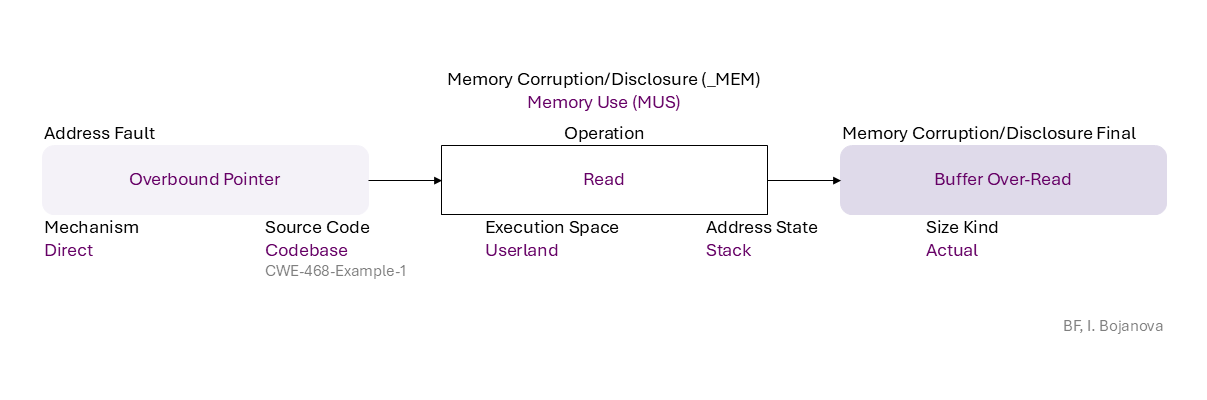 Memory Corruption/Disclosure (_MEM)
Memory Use (MUS)
Address Fault
Operation
Memory Corruption/Disclosure Final
Overbound Pointer
Read
Buffer Over-Read
Mechanism
Source Code
Execution Space
Address State
Size Kind
Direct
Codebase
Userland
Stack
Actual
CWE-468-Example-1
BF, I. Bojanova